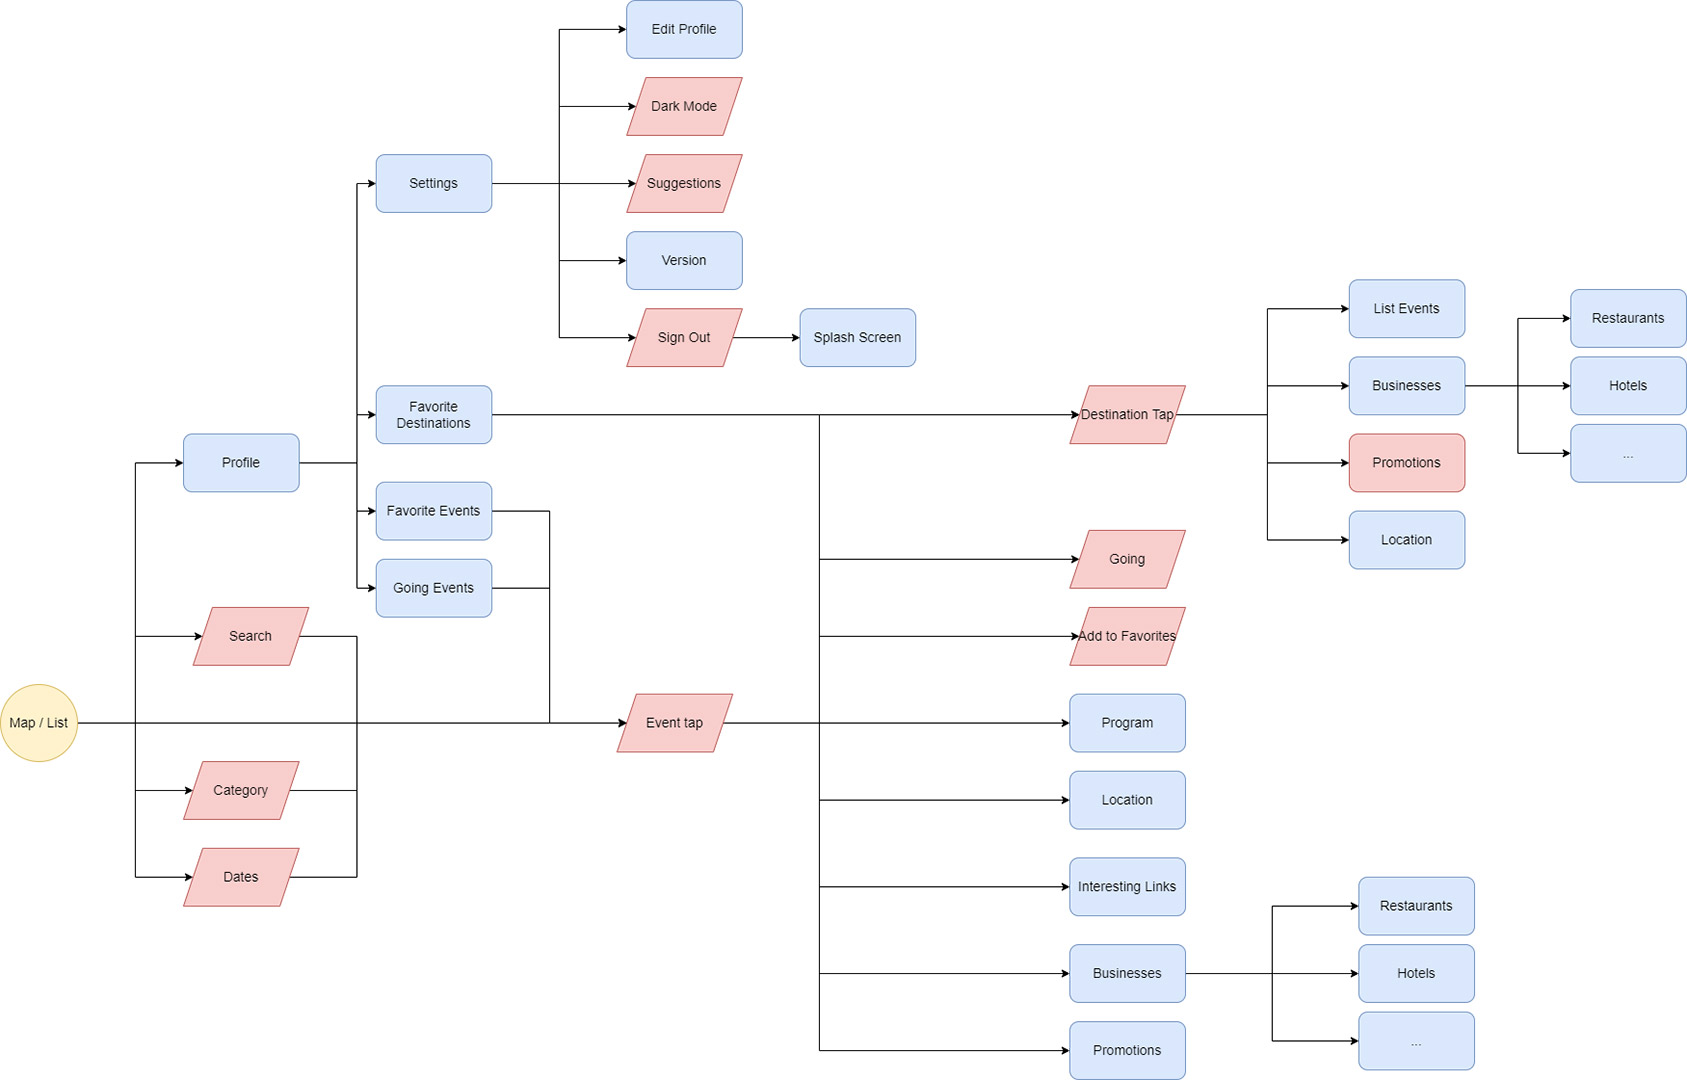 Edit Profile
Dark Mode
Settings
Suggestions
Version
Sign Out
Splash Screen
List Events
Restaurants
Businesses
Hotels
Favorite
Destinations
Destination Tap
Profile
Promotions
...
Favorite Events
Location
Going Events
Going
Search
Add to Favorites
Map / List
Event tap
Program
Category
Location
Dates
Interesting Links
Restaurants
Businesses
Hotels
Promotions
...